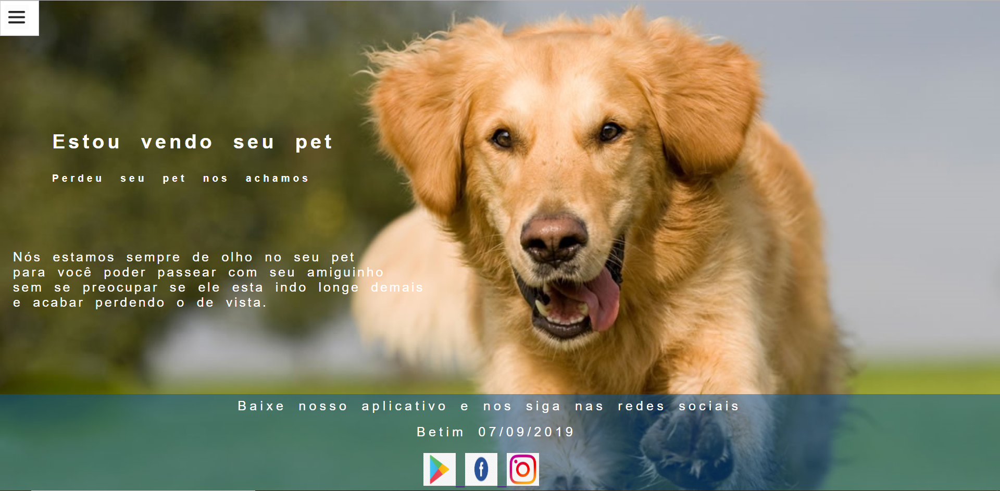 Estou vendo seu pet
Perdeu seu pet nos achamos
Nós estamos sempre de olho no seu pet
para você poder passear com seu amiguinho
sem se preocupar se ele esta indo longe demais
e acabar perdendo o de vista.
Baixe nosso aplicativo e nos siga nas redes sociais
Betim 07/09/2019